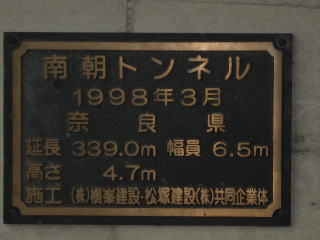 南朝トンネル
1998年3月
奈良県
延長 339.0m 幅員 6.5m
高さ 4.7m
施工 (株)横峯建設・松塚建設(株)共同企業体